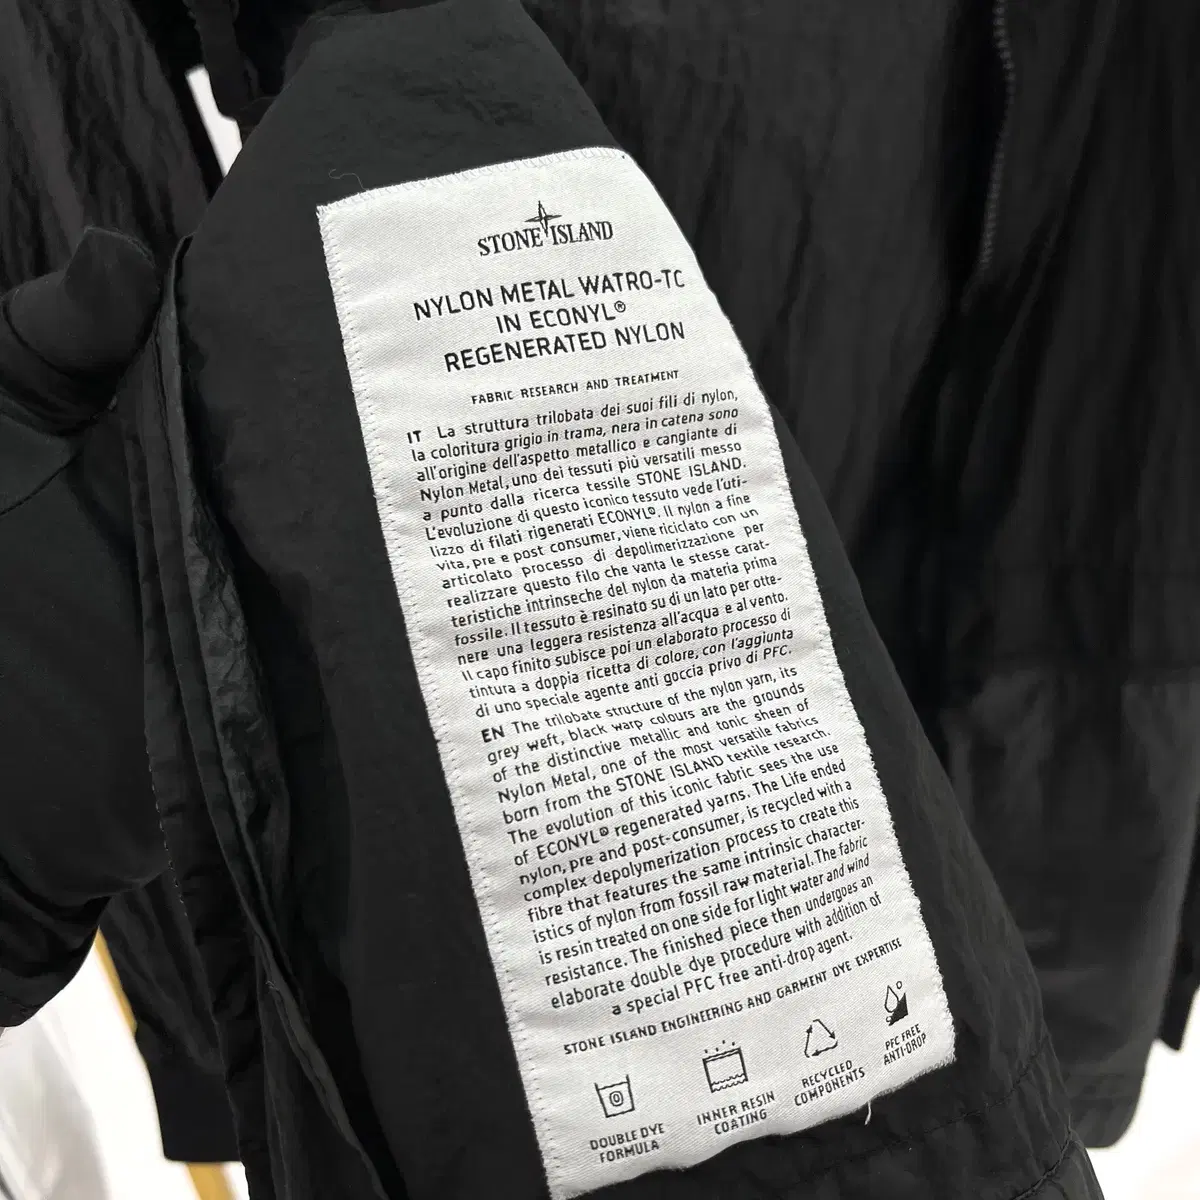 STONE ISLAND
NYLON METAL WATRO-TC
IN ECONYL®
REGENERATED NYLON
FABRIC RESEARCH AND TREATMENT
IT La struttura trilobata dei suoi fili di nylon,
la coloritura grigio in trama, nera in catena sono
all'origine dell'aspetto metallico e cangiante di
Nylon Metal, uno dei tessuti più versatili messo
a punto dalla ricerca tessile STONE ISLAND.
L'evoluzione di questo iconico tessuto vede l'uti-
lizzo di filati rigenerati ECONYL®. Il nylon a fine
vita, pre e post consumer, viene riciclato con un
articolato processo di depolimerizzazione per
realizzare questo filo che vanta le stesse carat-
teristiche intrinseche del nylon da materia prima
fossile. Il tessuto è resinato su di un lato per otte-
nere una leggera resistenza all'acqua e al vento.
Il capo finito subisce poi un elaborato processo di
tintura a doppia ricetta di colore, con l'aggiunta
di uno speciale agente anti goccia privo di PFC.
EN The trilobate structure of the nylon yarn, its
grey weft, black warp colours are the grounds
of the distinctive metallic and tonic sheen of
Nylon Metal, one of the most versatile fabrics
born from the STONE ISLAND textile research.
The evolution of this iconic fabric sees the use
of ECONYL® regenerated yarns. The Life ended
nylon, pre and post-consumer, is recycled with a
complex depolymerization process to create this
fibre that features the same intrinsic character-
istics of nylon from fossil raw material. The fabric
is resin treated on one side for light water and wind
resistance. The finished piece then undergoes an
elaborate double dye procedure with addition of
a special PFC free anti-drop agent.
STONE ISLAND ENGINEERING AND GARMENT DYE EXPERTISE
DOUBLE DYE
FORMULA
INNER RESIN
COATING
RECYCLED
COMPONENTS
PFC FREE
ANTI-DROP